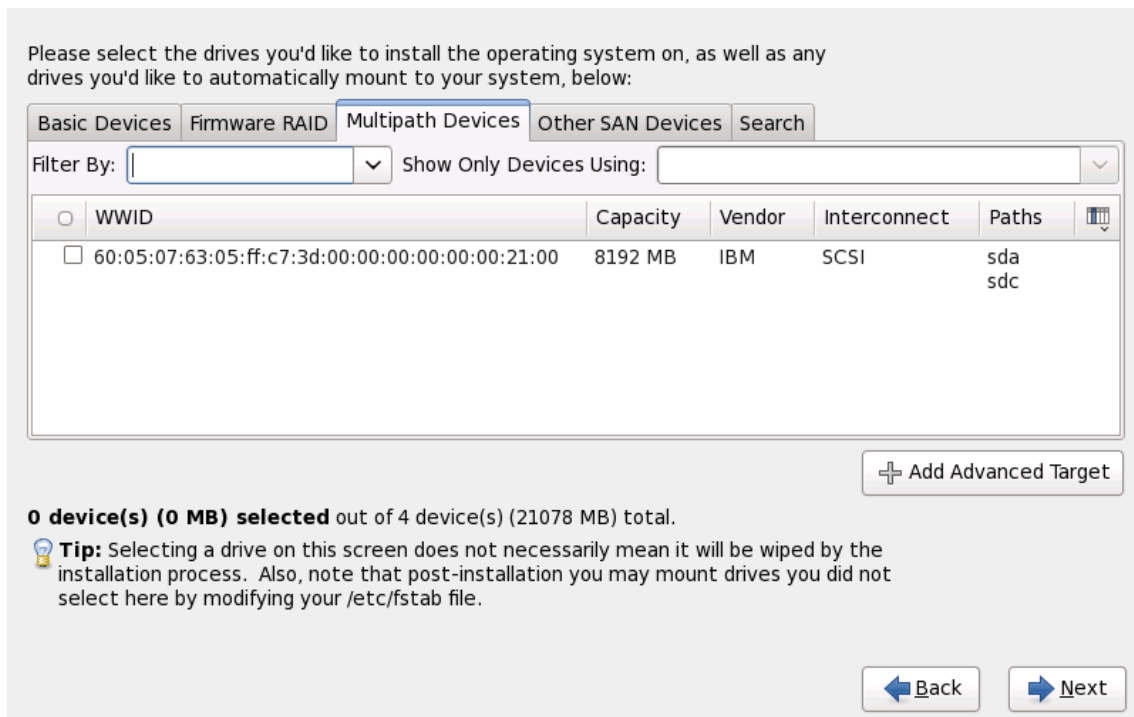 Please select the drives you'd like to install the operating system on, as well as any
drives you'd like to automatically mount to your system, below:
Basic Devices Firmware RAID Multipath Devices Other SAN Devices Search
Filter By: Show Only Devices Using:
WWID Capacity Vendor Interconnect Paths
60:05:07:63:05:ff:c7:3d:00:00:00:00:00:00:21:00 8192 MB IBM SCSI sda
sdc
Add Advanced Target
0 device(s) (0 MB) selected out of 4 device(s) (21078 MB) total.
Tip: Selecting a drive on this screen does not necessarily mean it will be wiped by the
installation process. Also, note that post-installation you may mount drives you did not
select here by modifying your /etc/fstab file.
Back Next